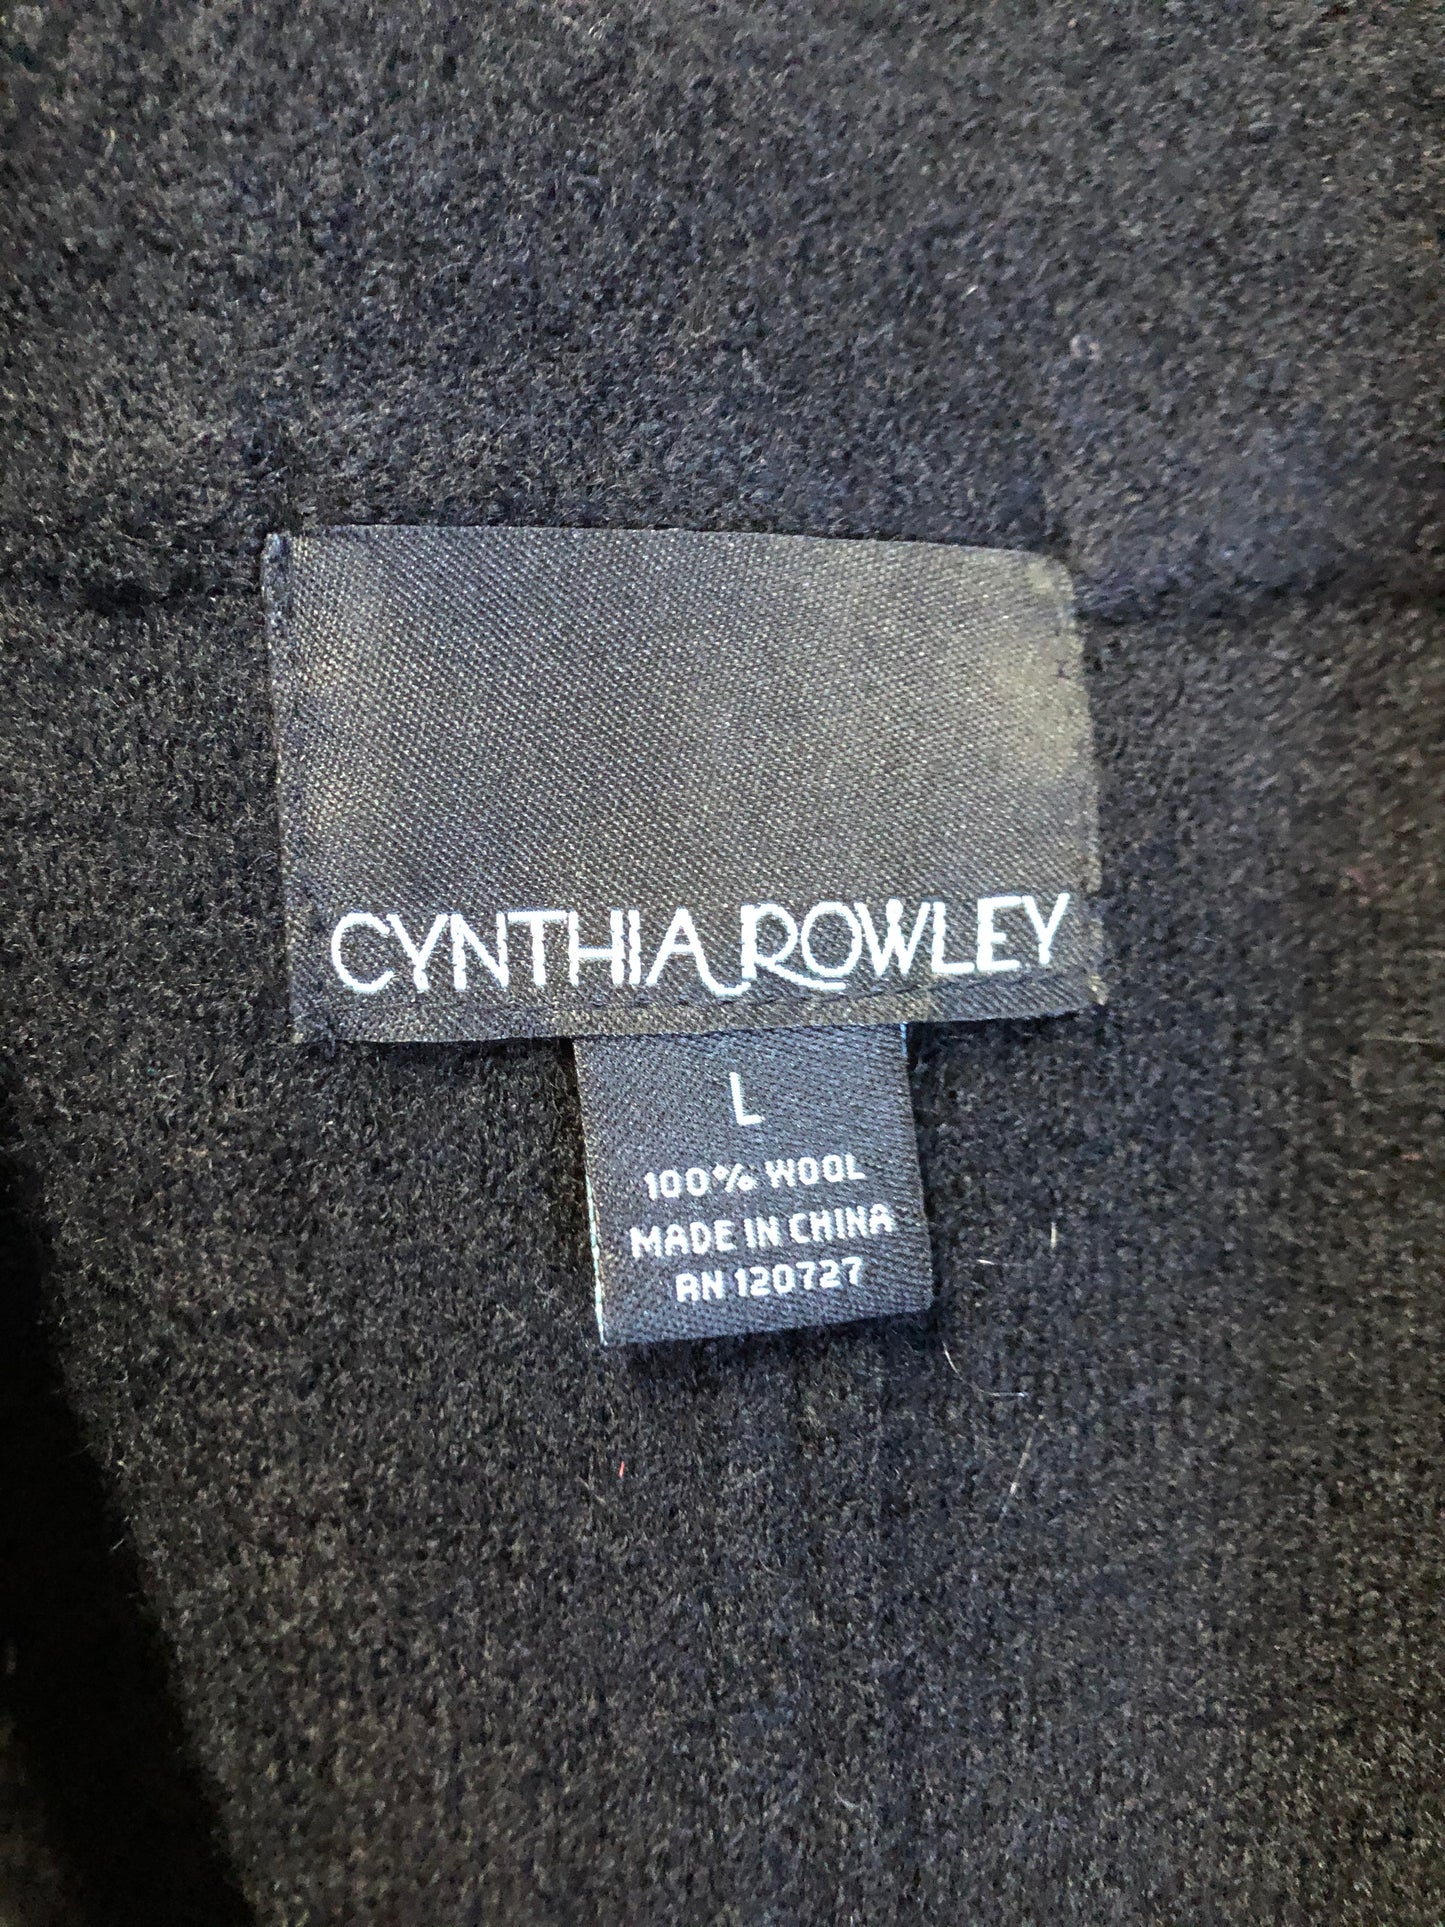 CYNTHIA ROWLEY
L
100% WOOL
MADE IN CHINA
RN 120727